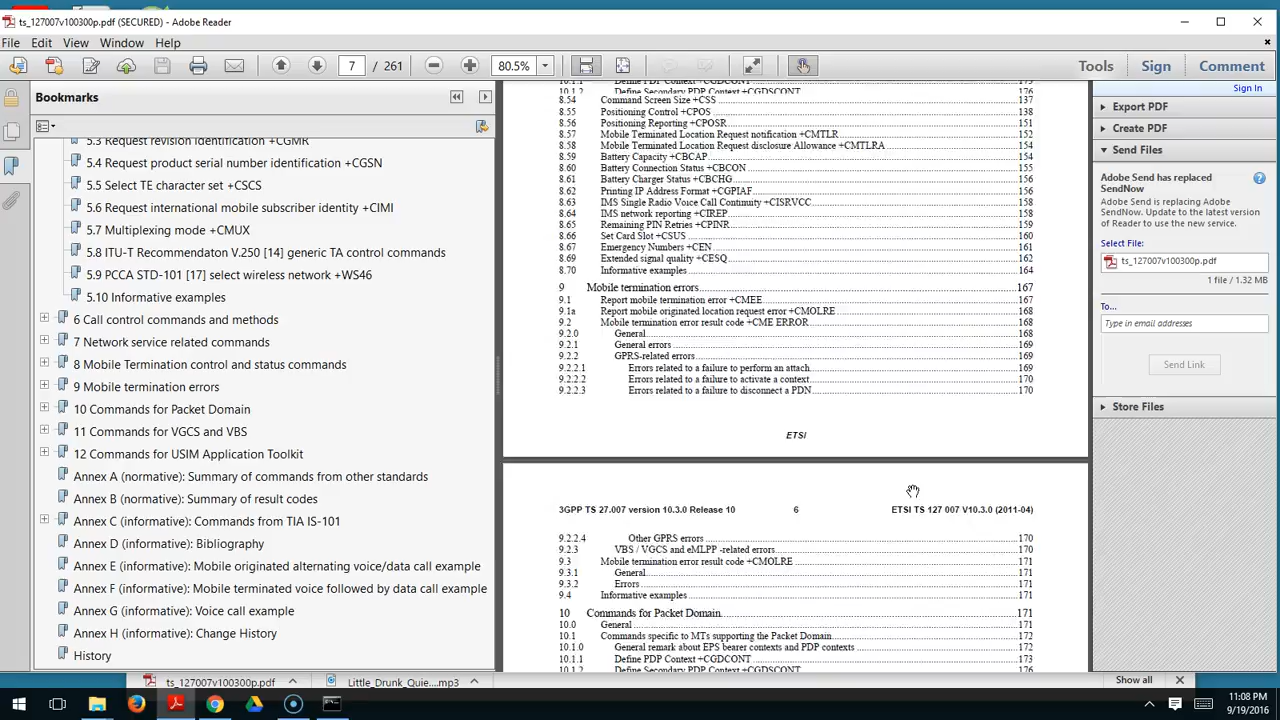 ts_127007v100300p.pdf (SECURED) - Adobe Reader
File Edit View Window Help
7 / 261 80.5% Tools Sign Comment
Bookmarks
5.3 Request revision identification +CGMR
5.4 Request product serial number identification +CGSN
5.5 Select TE character set +CSCS
5.6 Request international mobile subscriber identity +CIMI
5.7 Multiplexing mode +CMUX
5.8 ITU-T Recommendaton V.250 [14] generic TA control commands
5.9 PCCA STD-101 [17] select wireless network +WS46
5.10 Informative examples
6 Call control commands and methods
7 Network service related commands
8 Mobile Termination control and status commands
9 Mobile termination errors
10 Commands for Packet Domain
11 Commands for VGCS and VBS
12 Commands for USIM Application Toolkit
Annex A (normative): Summary of commands from other standards
Annex B (normative): Summary of result codes
Annex C (informative): Commands from TIA IS-101
Annex D (informative): Bibliography
Annex E (informative): Mobile originated alternating voice/data call example
Annex F (informative): Mobile terminated voice followed by data call example
Annex G (informative): Voice call example
Annex H (informative): Change History
History
10.1.2 Define Secondary PDP Context +CGDSCONT 176
8.54 Command Screen Size +CSS 137
8.55 Positioning Control +CPOS 138
8.56 Positioning Reporting +CPOSR 151
8.57 Mobile Terminated Location Request notification +CMTLR 152
8.58 Mobile Terminated Location Request disclosure Allowance +CMTLRA 154
8.59 Battery Capacity +CBCAP 154
8.60 Battery Connection Status +CBCON 155
8.61 Battery Charger Status +CBCHG 156
8.62 Printing IP Address Format +CGPIAF 156
8.63 IMS Single Radio Voice Call Continuity +CISRVCC 157
8.64 IMS network reporting +CIREP 158
8.65 Remaining PIN Retries +CPINR 159
8.66 Set Card Slot +CSUS 160
8.67 Emergency Numbers +CEN 161
8.69 Extended signal quality +CESQ 162
8.70 Informative examples 164
9 Mobile termination errors 167
9.1 Report mobile termination error +CMEE 167
9.1a Report mobile originated location request error +CMOLRE 168
9.2 Mobile termination error result code +CME ERROR 168
9.2.0 General 168
9.2.1 General errors 169
9.2.2 GPRS-related errors 169
9.2.2.1 Errors related to a failure to perform an attach 169
9.2.2.2 Errors related to a failure to activate a context 170
9.2.2.3 Errors related to a failure to disconnect a PDN 170
ETSI
3GPP TS 27.007 version 10.3.0 Release 10 6 ETSI TS 127 007 V10.3.0 (2011-04)
9.2.2.4 Other GPRS errors 170
9.2.3 VBS / VGCS and eMLPP -related errors 170
9.3 Mobile termination error result code +CMOLRE 171
9.3.1 General 171
9.3.2 Errors 171
9.4 Informative examples 171
10 Commands for Packet Domain 171
10.0 General 171
10.1 Commands specific to MTs supporting the Packet Domain 172
10.1.0 General remark about EPS bearer contexts and PDP contexts 172
10.1.1 Define PDP Context +CGDCONT 173
10.1.2 Define Secondary PDP Context +CGDSCONT 176
Sign In
Export PDF
Create PDF
Send Files
Adobe Send has replaced
SendNow
Adobe Send is replacing Adobe
SendNow. Update to the latest version
of Reader to use the new service.
Select File:
ts_127007v100300p.pdf
1 file / 1.32 MB
To...
Type in email addresses
Send Link
Store Files
ts_127007v100300p.pdf Little_Drunk_Quie....mp3 Show all
11:08 PM
9/19/2016